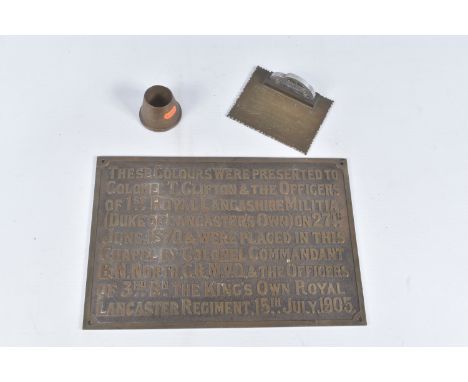 THESE COLOURS WERE PRESENTED TO
COLONEL T. CLIFTON & THE OFFICERS
OF 1ST ROYAL LANCASHIRE MILITIA
(DUKE OF LANCASTER'S OWN) ON 27TH
JUNE, 1870 & WERE PLACED IN THIS
CHAPEL BY COLONEL COMMANDANT
B.N. NORTH, C.B., M.V.O., & THE OFFICERS
OF 3RD BN THE KING'S OWN ROYAL
LANCASTER REGIMENT, 15TH JULY, 1905.